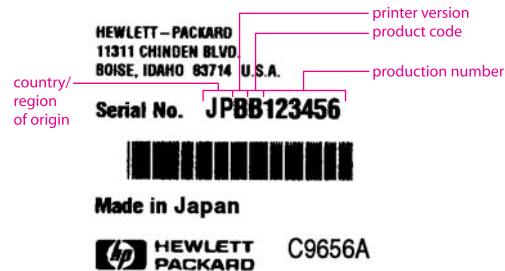 printer version
HEWLETT-PACKARD
product code
11311 CHINDEN BLVD.
BOISE, IDAHO 83714 U.S.A.
production number
country/
region
of origin
Serial No. JPBB123456
Made in Japan
hp HEWLETT
PACKARD
C9656A